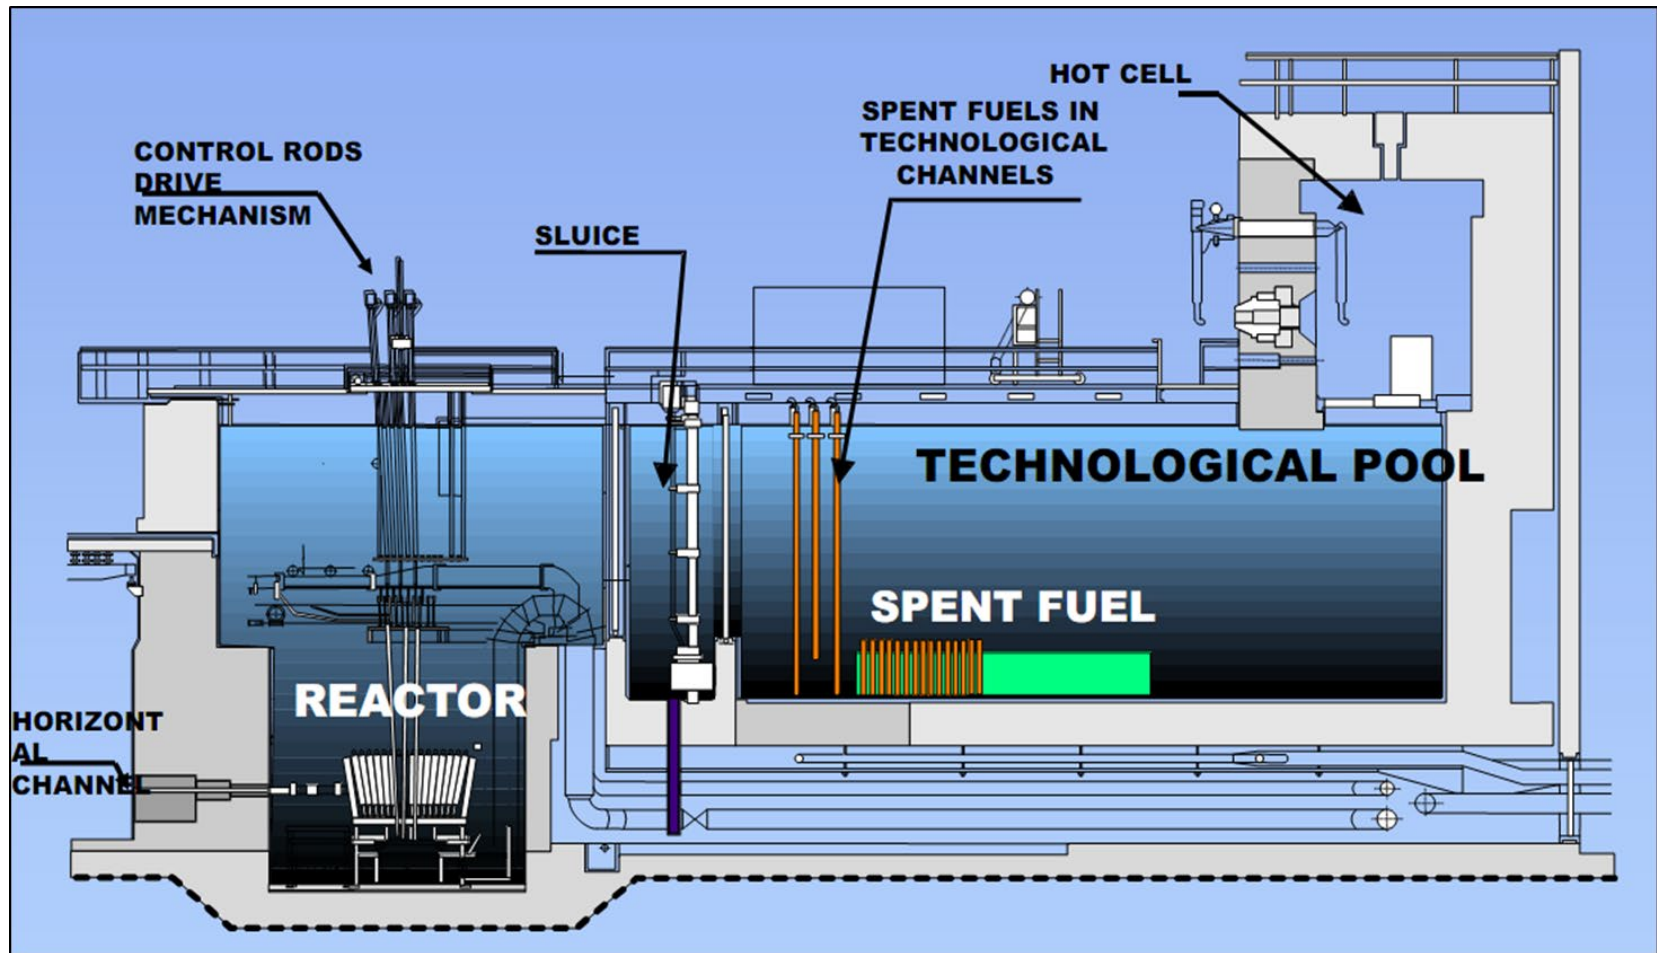 HOT CELL
SPENT FUELS IN
TECHNOLOGICAL
CHANNELS
CONTROL RODS
DRIVE
MECHANISM
SLUICE
TECHNOLOGICAL POOL
SPENT FUEL
REACTOR
HORIZONT
AL
CHANNEL